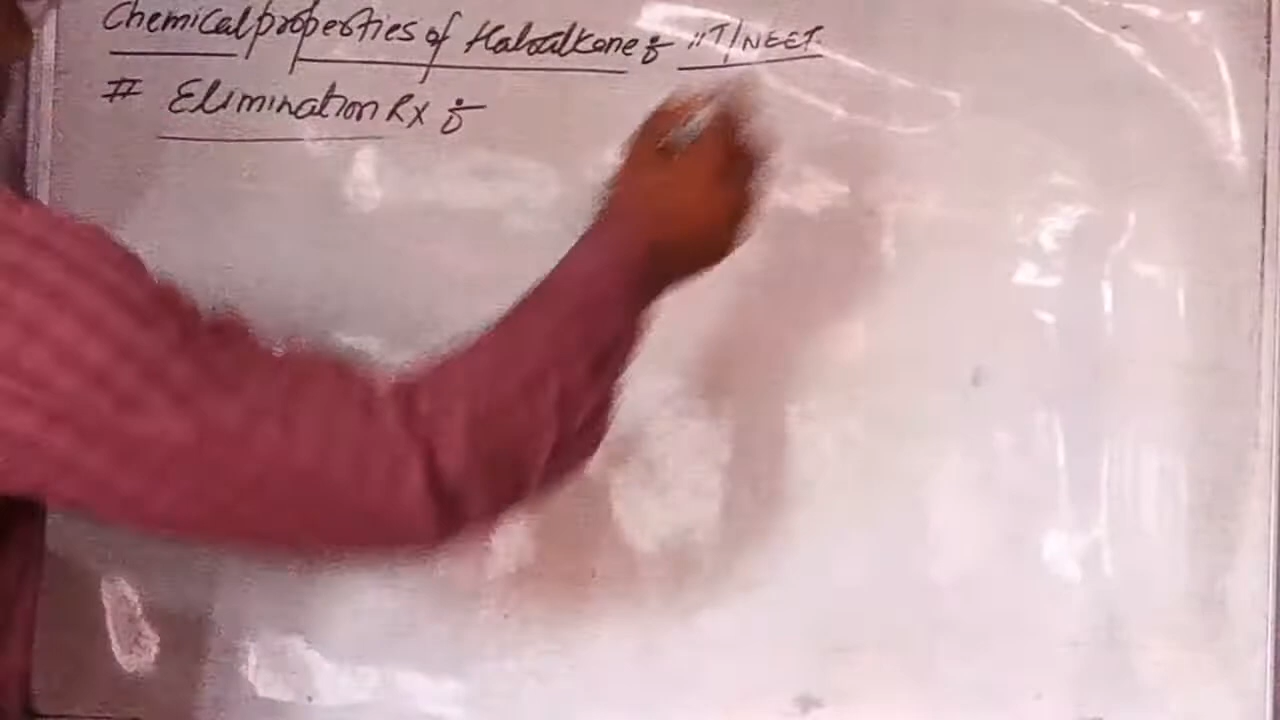 Chemical properties of Haloalkane ÷ IIT/NEET.
# Elimination Rx ÷